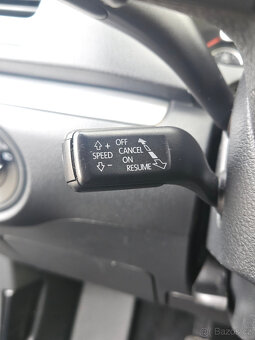 OFF
+ CANCEL
SPEED ON
- RESUME